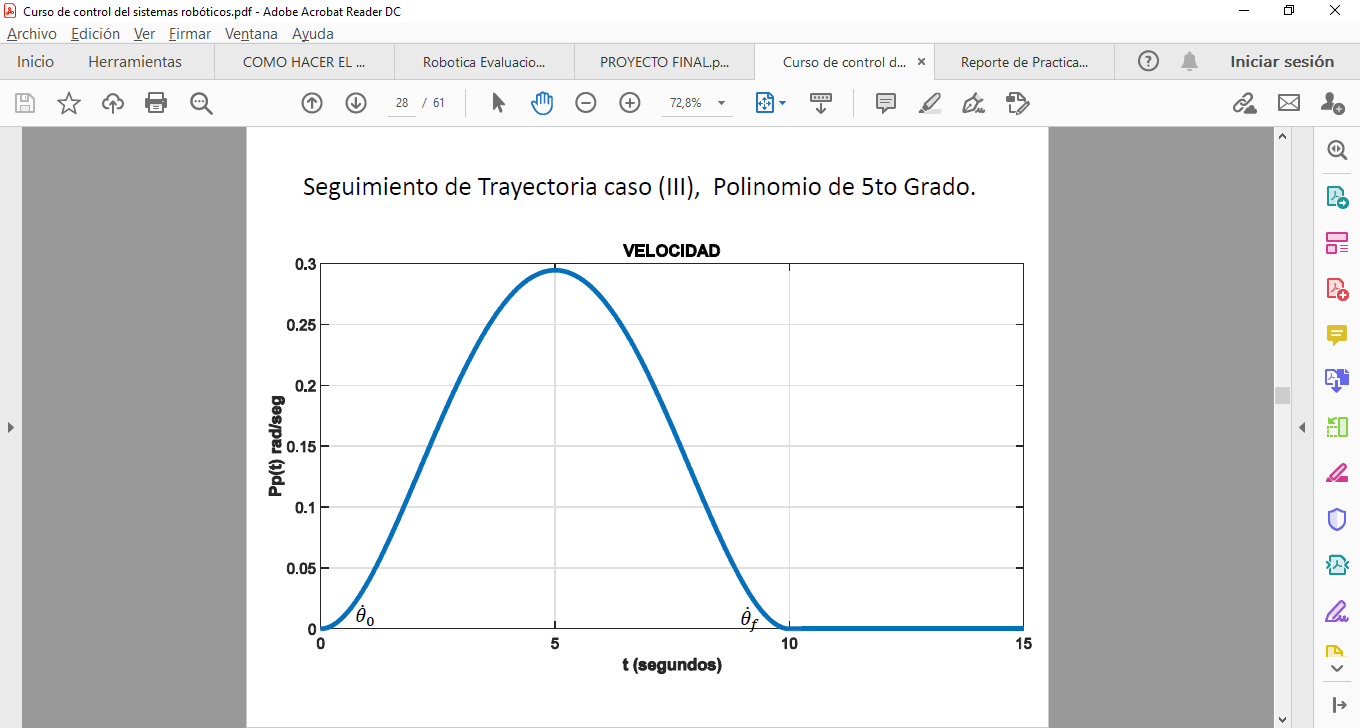 Curso de control del sistemas robóticos.pdf - Adobe Acrobat Reader DC
Archivo Edición Ver Firmar Ventana Ayuda
Inicio Herramientas COMO HACER EL ... Robotica Evaluacio... PROYECTO FINAL.p... Curso de control d... × Reporte de Practica... Iniciar sesión
28 / 61 72,8%
Seguimiento de Trayectoria caso (III), Polinomio de 5to Grado.
VELOCIDAD
0.3
0.25
0.2
0.15
0.1
0.05
0
Pp(t) rad/seg
θ̇₀ θ̇f
0 5 10 15
t (segundos)